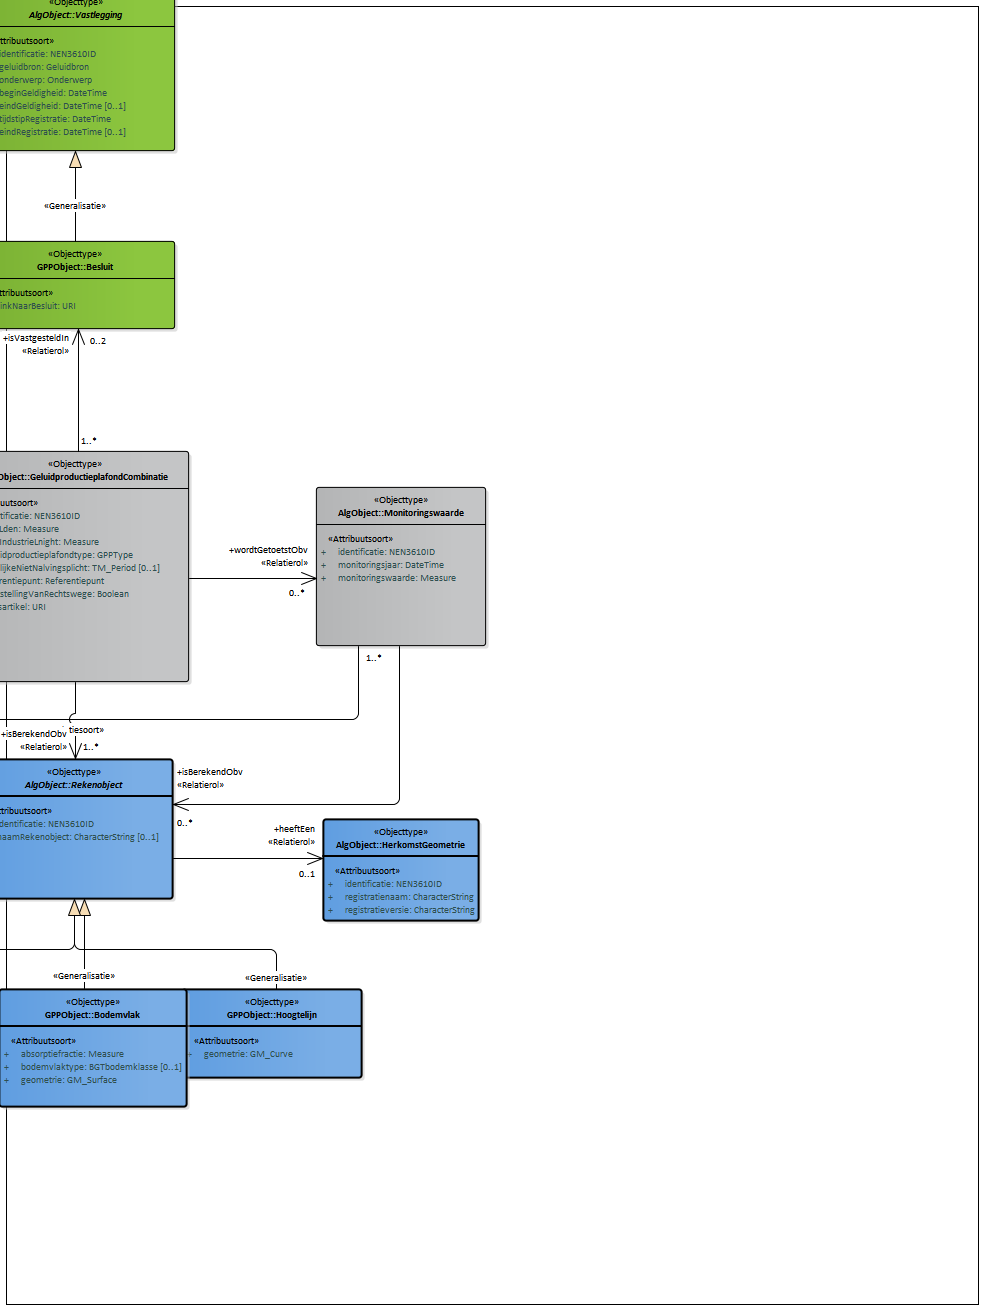 «Objecttype»
AlgObject::Vastlegging
ttribuutsoort»
identificatie: NEN3610ID
geluidbron: Geluidbron
onderwerp: Onderwerp
beginGeldigheid: DateTime
eindGeldigheid: DateTime [0..1]
tijdstipRegistratie: DateTime
eindRegistratie: DateTime [0..1]
«Generalisatie»
«Objecttype»
GPPObject::Besluit
ttribuutsoort»
inkNaarBesluit: URI
+isVastgesteldIn
«Relatierol»
0..2
1..*
«Objecttype»
Object::GeluidproductieplafondCombinatie
uutsoort»
tificatie: NEN3610ID
Lden: Measure
IndustrieLnight: Measure
idproductieplafondtype: GPPType
lijkeNietNalvingsplicht: TM_Period [0..1]
rentiepunt: Referentiepunt
stellingVanRechtswege: Boolean
sartikel: URI
+wordtGetoetstObv
«Relatierol»
0..*
«Objecttype»
AlgObject::Monitoringswaarde
«Attribuutsoort»
+ identificatie: NEN3610ID
+ monitoringsjaar: DateTime
+ monitoringswaarde: Measure
1..*
tiesoort»
+isBerekendObv
«Relatierol»
1..*
«Objecttype»
AlgObject::Rekenobject
ttribuutsoort»
identificatie: NEN3610ID
naamRekenobject: CharacterString [0..1]
+isBerekendObv
«Relatierol»
0..*
+heeftEen
«Relatierol»
0..1
«Objecttype»
AlgObject::HerkomstGeometrie
«Attribuutsoort»
+ identificatie: NEN3610ID
+ registratienaam: CharacterString
+ registratieversie: CharacterString
«Generalisatie»
«Generalisatie»
«Objecttype»
GPPObject::Bodemvlak
«Attribuutsoort»
+ absorptiefractie: Measure
+ bodemvlaktype: BGTbodemklasse [0..1]
+ geometrie: GM_Surface
«Objecttype»
GPPObject::Hoogtelijn
«Attribuutsoort»
+ geometrie: GM_Curve